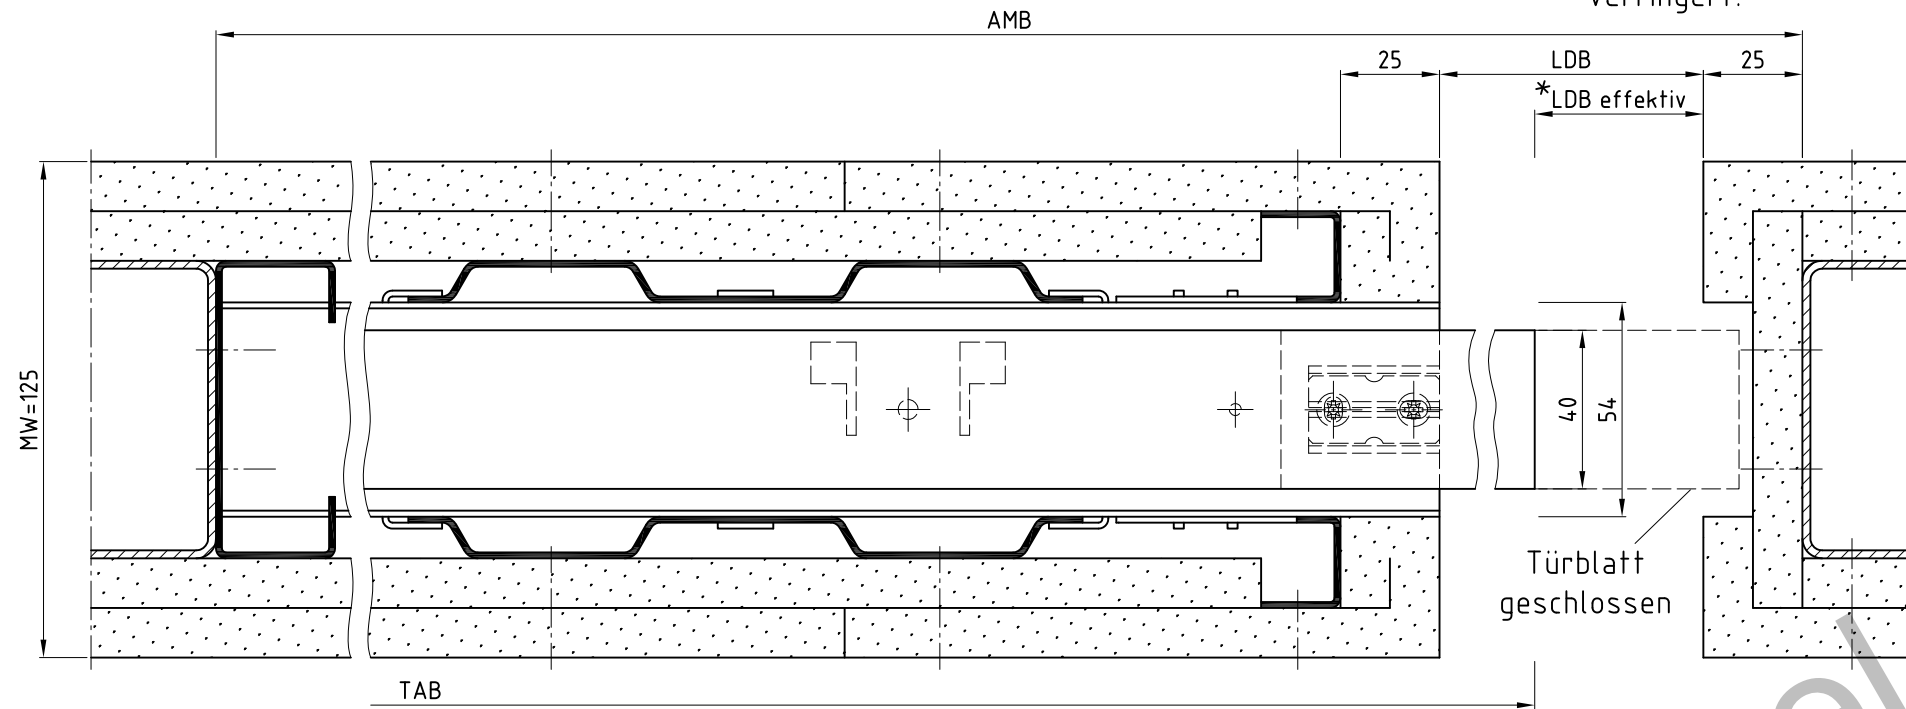 AMB
25
LDB
25
*LDB effektiv
MW=125
40
54
Türblatt
geschlossen
TAB